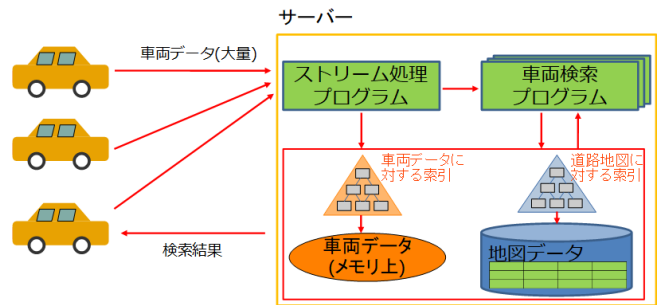 サーバー
車両データ(大量)
ストリーム処理
プログラム
車両検索
プログラム
車両データに
対する索引
道路地図に
対する索引
検索結果
車両データ
(メモリ上)
地図データ